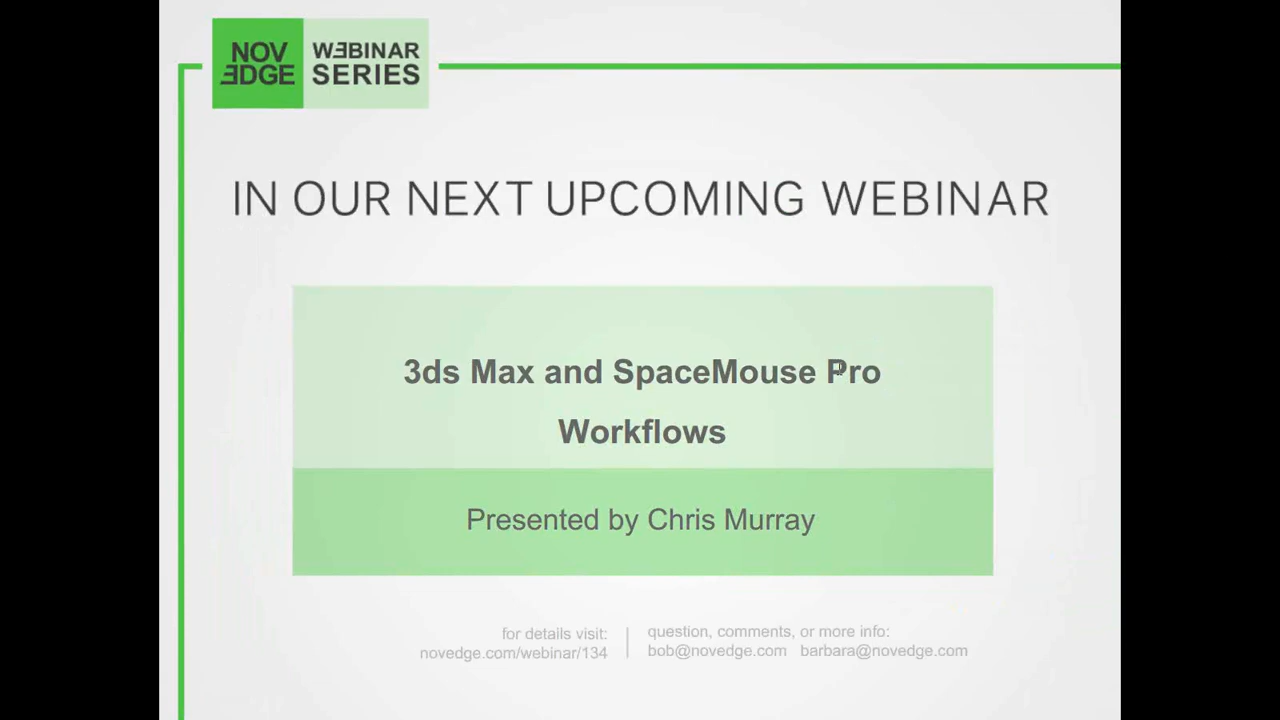 NOV
EDGE
WEBINAR
SERIES
IN OUR NEXT UPCOMING WEBINAR
3ds Max and SpaceMouse Pro
Workflows
Presented by Chris Murray
for details visit:
novedge.com/webinar/134
question, comments, or more info:
bob@novedge.com barbara@novedge.com